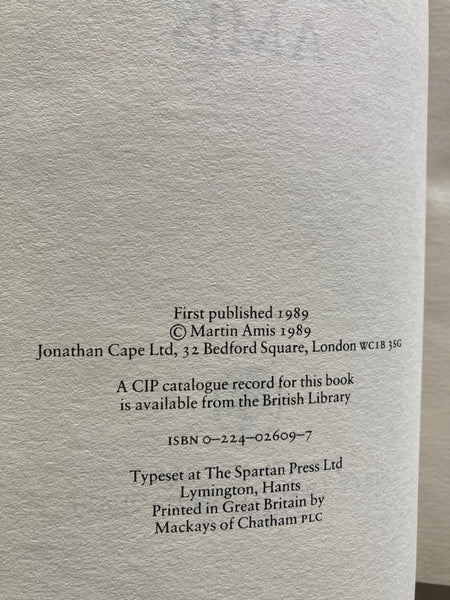 First published 1989
© Martin Amis 1989
Jonathan Cape Ltd, 32 Bedford Square, London WC1B 3SG
A CIP catalogue record for this book
is available from the British Library
ISBN 0–224–02609–7
Typeset at The Spartan Press Ltd
Lymington, Hants
Printed in Great Britain by
Mackays of Chatham PLC